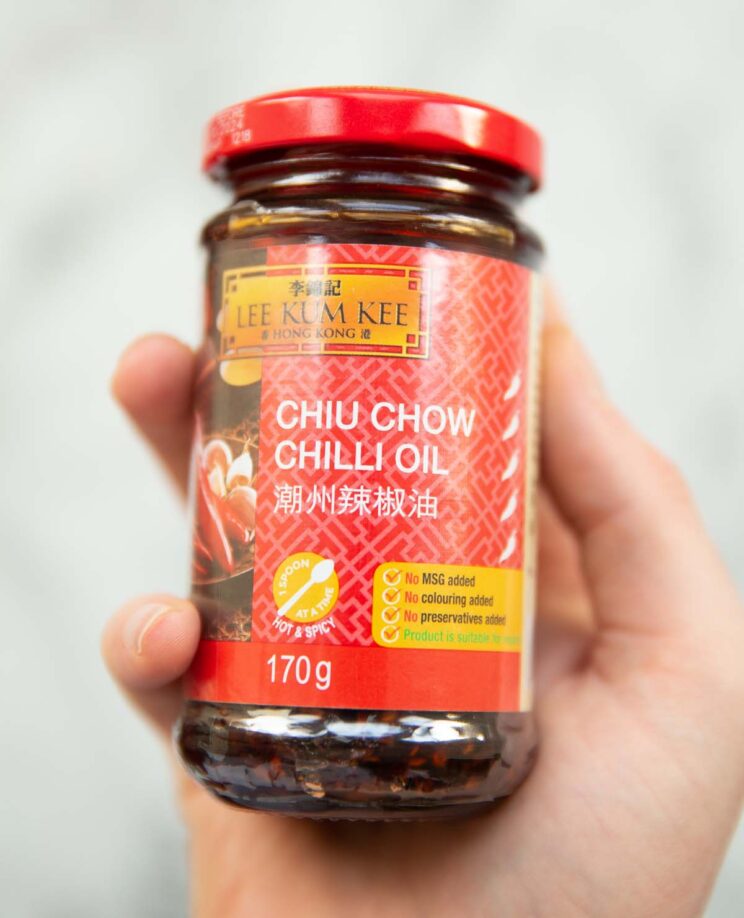 李錦記
LEE KUM KEE
香 HONG KONG 港
CHIU CHOW
CHILLI OIL
潮州辣椒油
1 SPOON
AT A TIME
HOT & SPICY
No MSG added
No colouring added
No preservatives added
Product is suitable for
170g